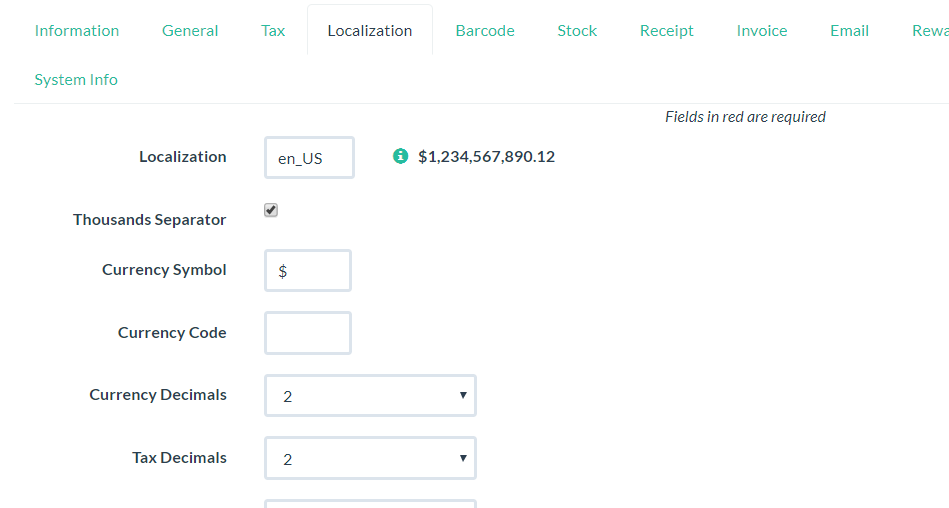 Information General Tax Localization Barcode Stock Receipt Invoice Email Rewa
System Info
Fields in red are required
Localization en_US $1,234,567,890.12
Thousands Separator
Currency Symbol $
Currency Code
Currency Decimals 2
Tax Decimals 2